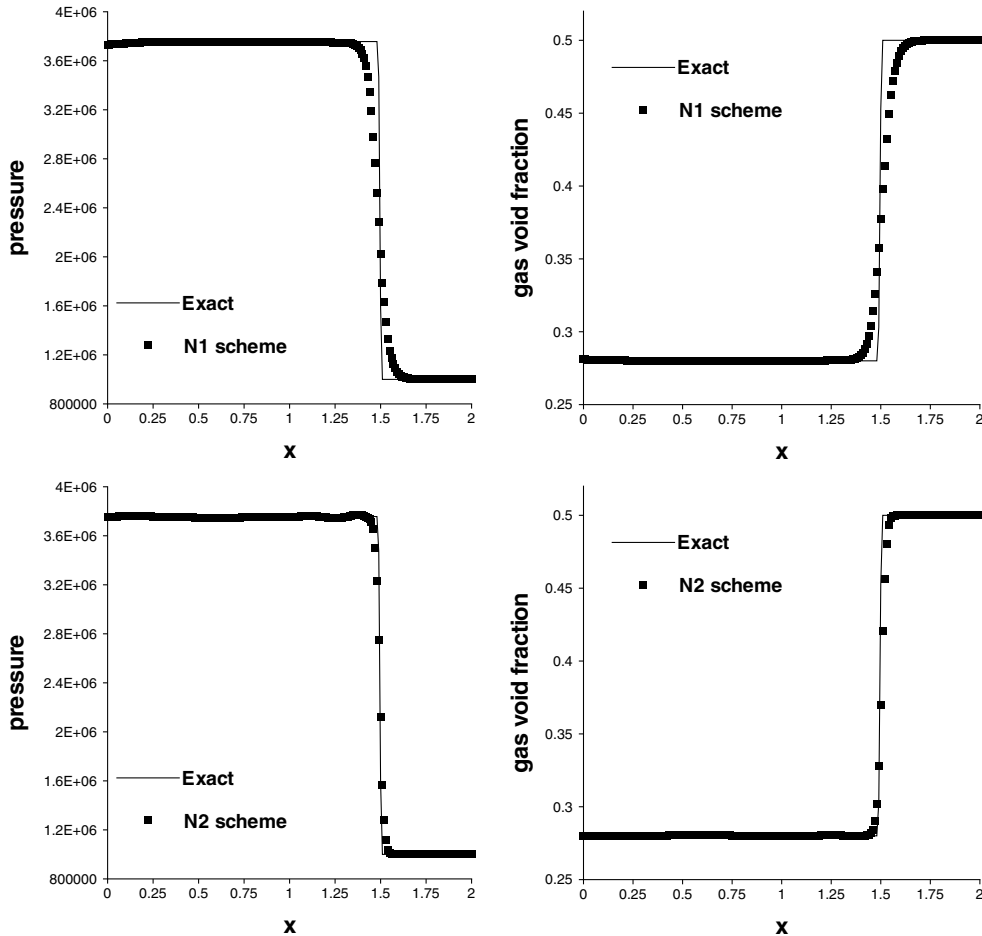 4E+06
3.6E+06
3.2E+06
2.8E+06
2.4E+06
2E+06
1.6E+06
1.2E+06
800000
pressure
Exact
N1 scheme
0 0.25 0.5 0.75 1 1.25 1.5 1.75 2
x
0.5
0.45
0.4
0.35
0.3
0.25
gas void fraction
Exact
N1 scheme
0 0.25 0.5 0.75 1 1.25 1.5 1.75 2
x
4E+06
3.6E+06
3.2E+06
2.8E+06
2.4E+06
2E+06
1.6E+06
1.2E+06
800000
pressure
Exact
N2 scheme
0 0.25 0.5 0.75 1 1.25 1.5 1.75 2
x
0.5
0.45
0.4
0.35
0.3
0.25
gas void fraction
Exact
N2 scheme
0 0.25 0.5 0.75 1 1.25 1.5 1.75 2
x